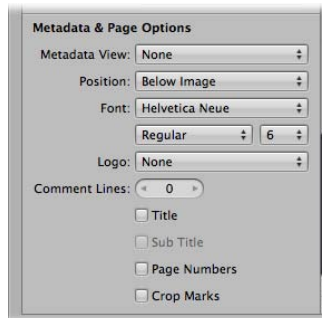 Metadata & Page Options
Metadata View: None
Position: Below Image
Font: Helvetica Neue
Regular 6
Logo: None
Comment Lines: 0
Title
Sub Title
Page Numbers
Crop Marks